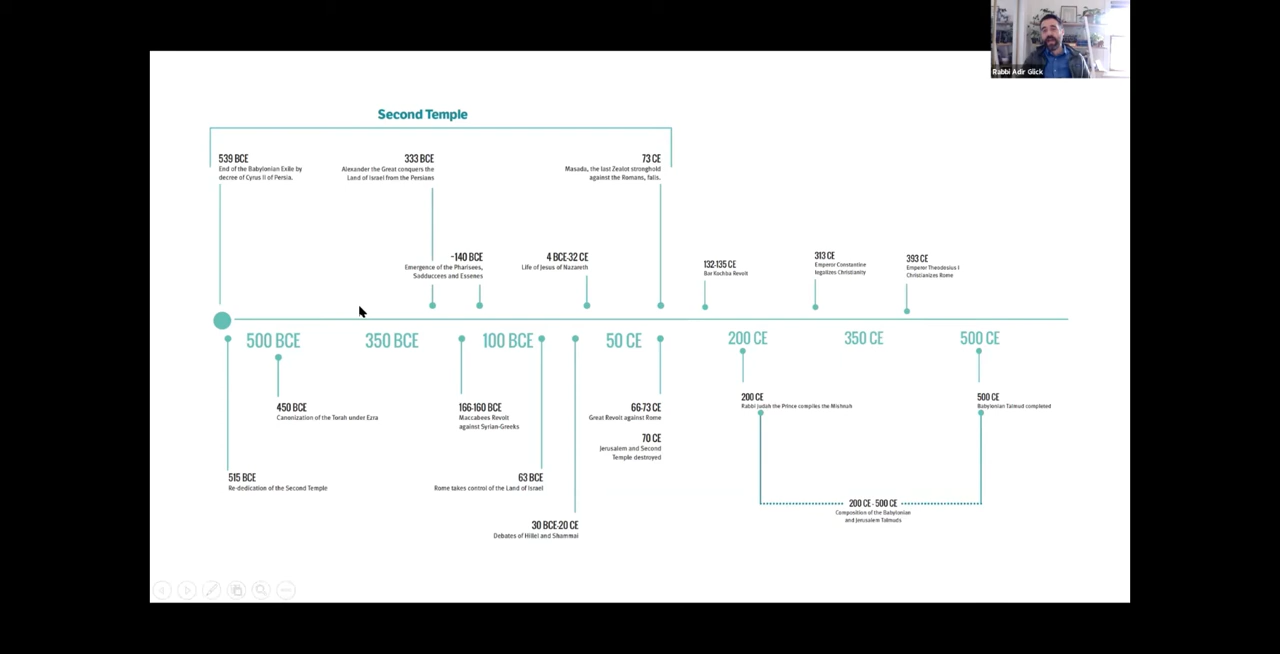 Rabbi Adir Glick
Second Temple
539 BCE
End of the Babylonian Exile by
decree of Cyrus II of Persia.
333 BCE
Alexander the Great conquers the
Land of Israel from the Persians
73 CE
Masada, the last Zealot stronghold
against the Romans, falls.
~140 BCE
Emergence of the Pharisees,
Sadducees and Essenes
4 BCE-32 CE
Life of Jesus of Nazareth
132-135 CE
Bar Kochba Revolt
313 CE
Emperor Constantine
legalizes Christianity
393 CE
Emperor Theodosius I
Christianizes Rome
500 BCE
350 BCE
100 BCE
50 CE
200 CE
350 CE
500 CE
450 BCE
Canonization of the Torah under Ezra
166-160 BCE
Maccabees Revolt
against Syrian-Greeks
66-73 CE
Great Revolt against Rome
70 CE
Jerusalem and Second
Temple destroyed
200 CE
Rabbi Judah the Prince compiles the Mishnah
500 CE
Babylonian Talmud completed
515 BCE
Re-dedication of the Second Temple
63 BCE
Rome takes control of the Land of Israel
30 BCE-20 CE
Debates of Hillel and Shammai
200 CE - 500 CE
Composition of the Babylonian
and Jerusalem Talmuds